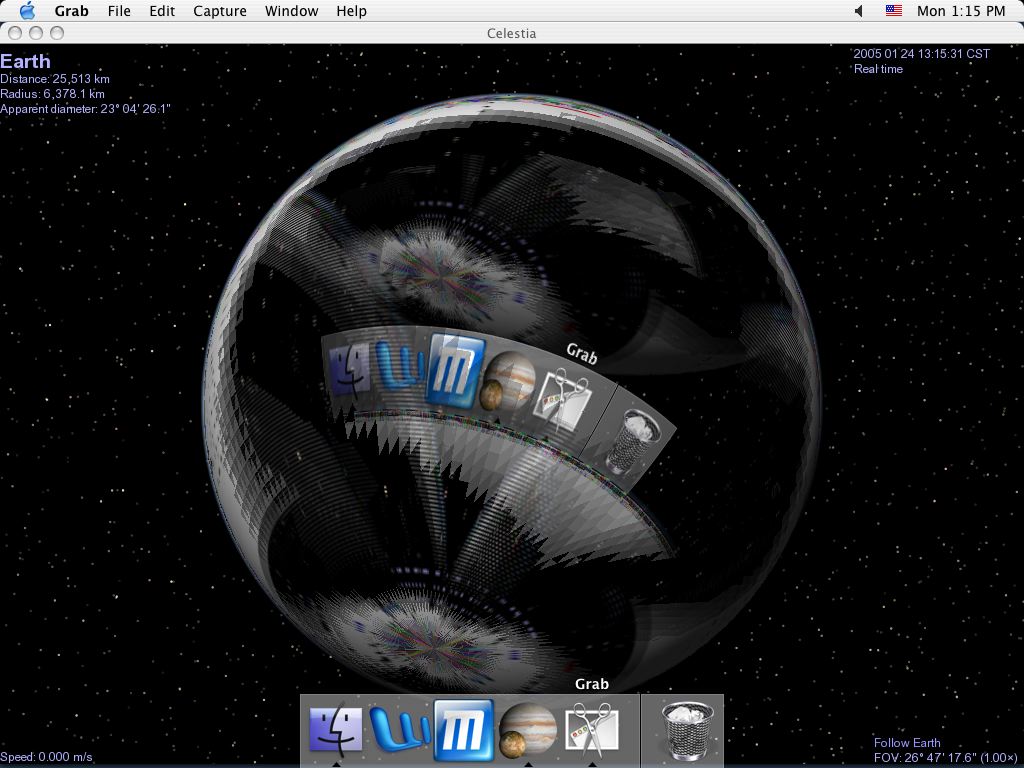 Grab File Edit Capture Window Help Mon 1:15 PM
Celestia
Earth
Distance: 25,513 km
Radius: 6,378.1 km
Apparent diameter: 23° 04' 26.1"
2005 01 24 13:15:31 CST
Real time
Grab
Grab
Speed: 0.000 m/s
Follow Earth
FOV: 26° 47' 17.6" (1.00×)